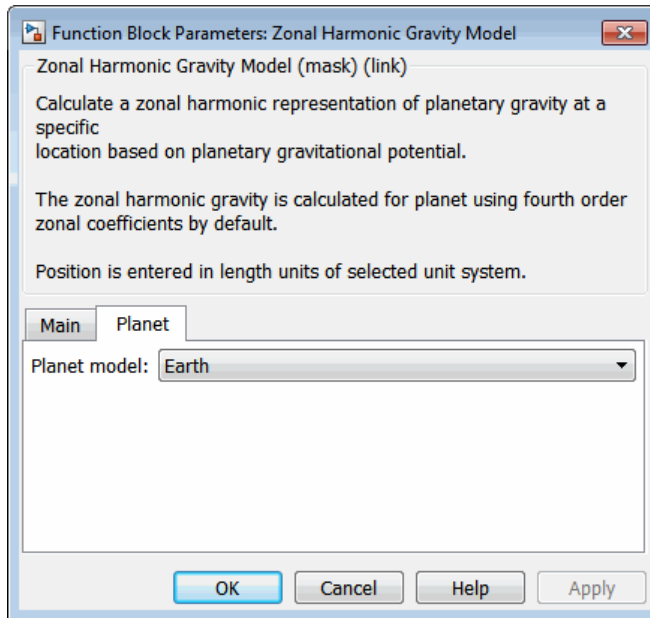 Function Block Parameters: Zonal Harmonic Gravity Model
Zonal Harmonic Gravity Model (mask) (link)
Calculate a zonal harmonic representation of planetary gravity at a
specific
location based on planetary gravitational potential.
The zonal harmonic gravity is calculated for planet using fourth order
zonal coefficients by default.
Position is entered in length units of selected unit system.
Main Planet
Planet model: Earth
OK Cancel Help Apply